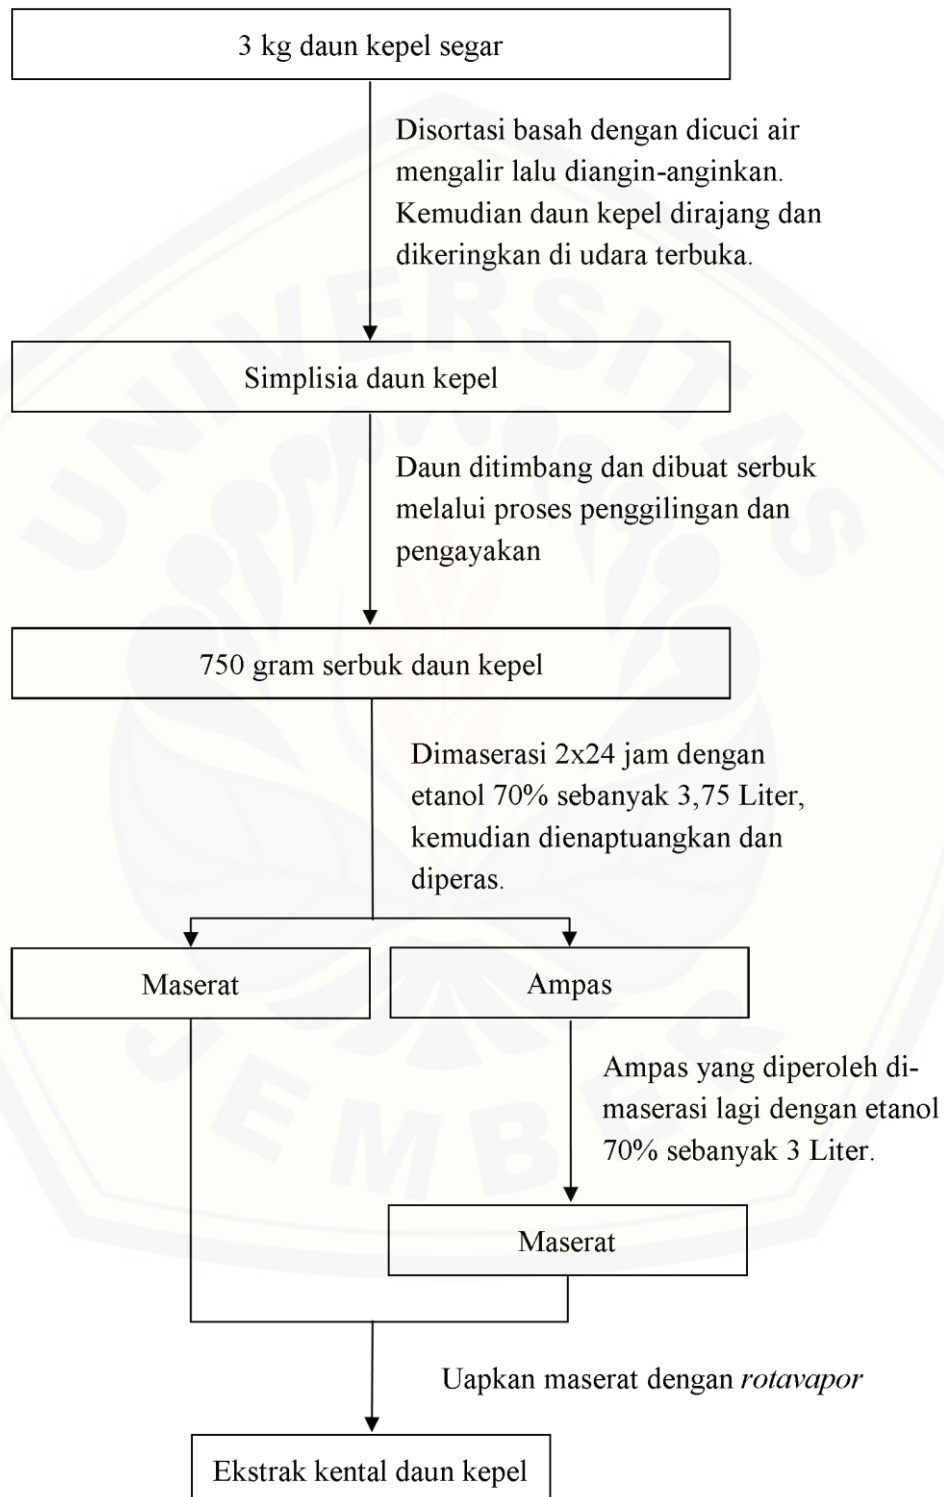 3 kg daun kepel segar
Disortasi basah dengan dicuci air
mengalir lalu diangin-anginkan.
Kemudian daun kepel dirajang dan
dikeringkan di udara terbuka.
Simplisia daun kepel
Daun ditimbang dan dibuat serbuk
melalui proses penggilingan dan
pengayakan
750 gram serbuk daun kepel
Dimaserasi 2x24 jam dengan
etanol 70% sebanyak 3,75 Liter,
kemudian dienaptuangkan dan
diperas.
Maserat
Ampas
Ampas yang diperoleh di-
maserasi lagi dengan etanol
70% sebanyak 3 Liter.
Maserat
Uapkan maserat dengan rotavapor
Ekstrak kental daun kepel
UNIVERSITAS
JEMBER